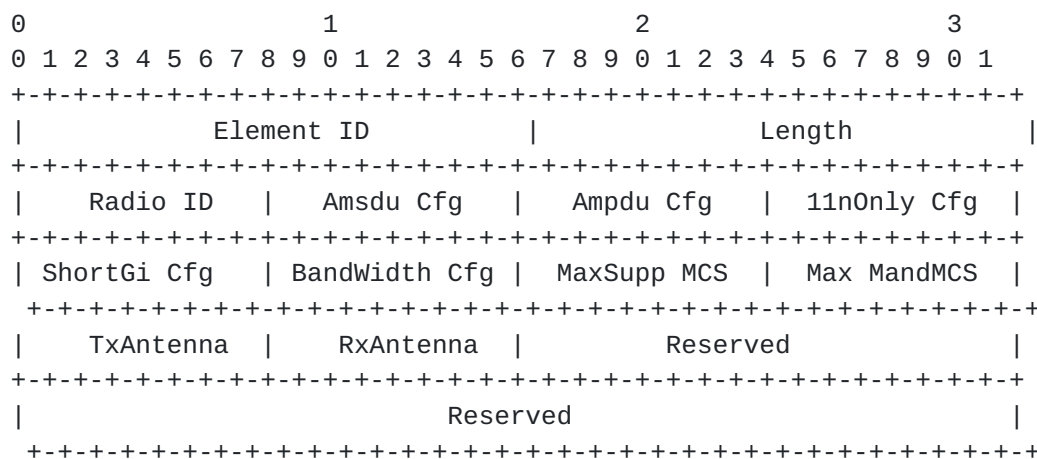 0                   1                   2                   3
0 1 2 3 4 5 6 7 8 9 0 1 2 3 4 5 6 7 8 9 0 1 2 3 4 5 6 7 8 9 0 1
+-+-+-+-+-+-+-+-+-+-+-+-+-+-+-+-+-+-+-+-+-+-+-+-+-+-+-+-+-+-+-+-+
|            Element ID          |              Length           |
+-+-+-+-+-+-+-+-+-+-+-+-+-+-+-+-+-+-+-+-+-+-+-+-+-+-+-+-+-+-+-+-+
|    Radio ID   |   Amsdu Cfg   |   Ampdu Cfg   |  11nOnly Cfg  |
+-+-+-+-+-+-+-+-+-+-+-+-+-+-+-+-+-+-+-+-+-+-+-+-+-+-+-+-+-+-+-+-+
| ShortGi Cfg   | BandWidth Cfg |  MaxSupp MCS  |  Max MandMCS  |
 +-+-+-+-+-+-+-+-+-+-+-+-+-+-+-+-+-+-+-+-+-+-+-+-+-+-+-+-+-+-+-+-+
|    TxAntenna  |    RxAntenna  |         Reserved              |
+-+-+-+-+-+-+-+-+-+-+-+-+-+-+-+-+-+-+-+-+-+-+-+-+-+-+-+-+-+-+-+-+
|                           Reserved                            |
 +-+-+-+-+-+-+-+-+-+-+-+-+-+-+-+-+-+-+-+-+-+-+-+-+-+-+-+-+-+-+-+-+